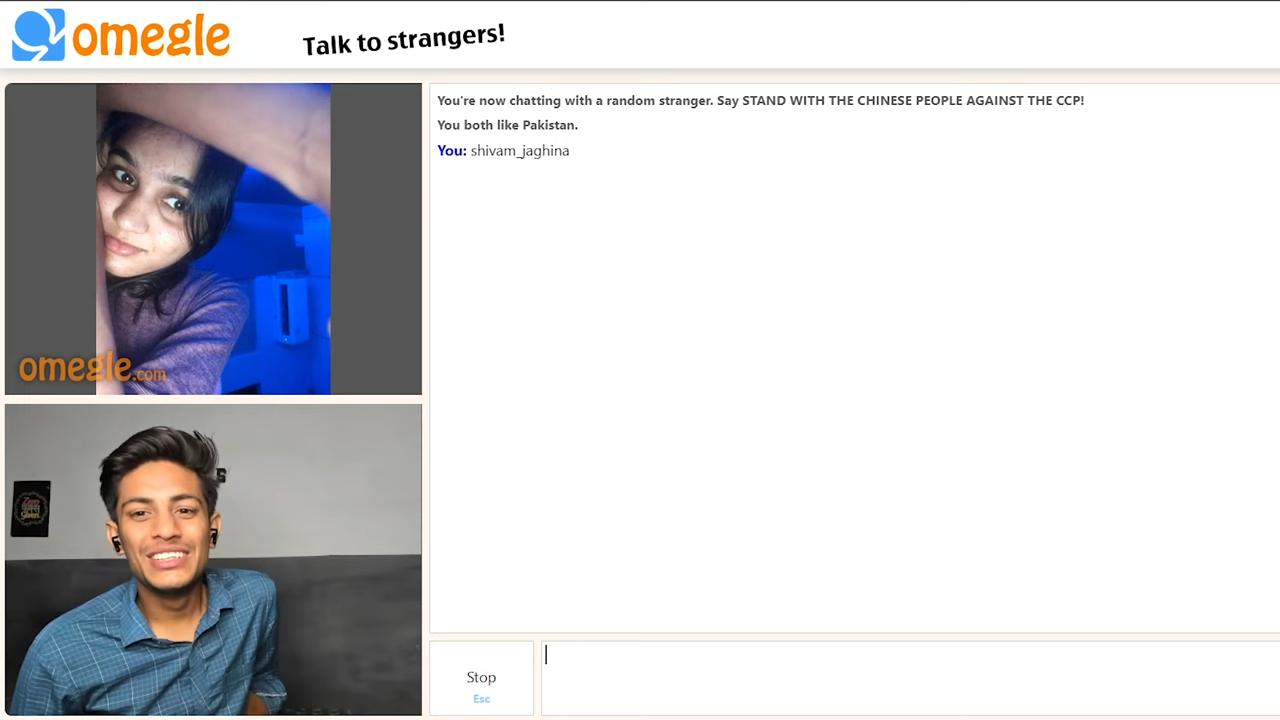 omegle
Talk to strangers!
You're now chatting with a random stranger. Say STAND WITH THE CHINESE PEOPLE AGAINST THE CCP!
You both like Pakistan.
You: shivam_jaghina
omegle.com
Stop
Esc